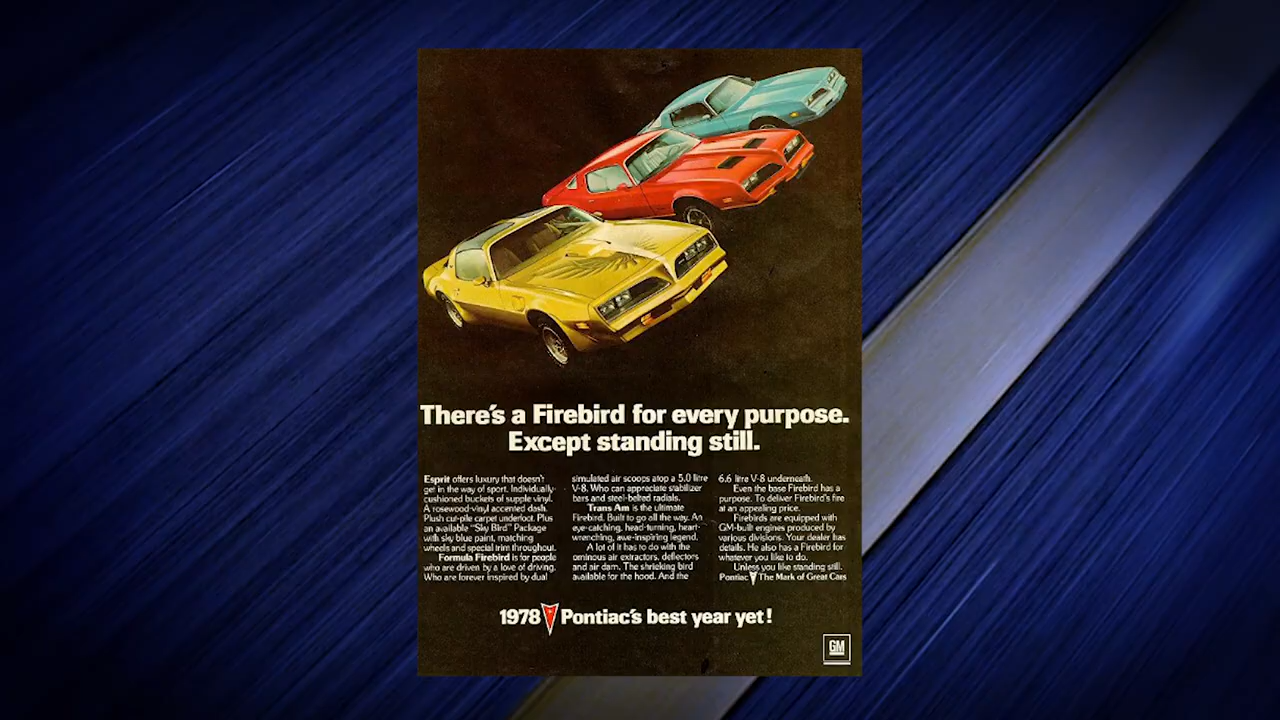 There's a Firebird for every purpose.
Except standing still.
Esprit offers luxury that doesn't
get in the way of sport. Individually-
cushioned buckets of supple vinyl.
A rosewood-vinyl accented dash.
Plush cut-pile carpet underfoot. Plus
an available "Sky Bird" Package
with sky blue paint, matching
wheels and special trim throughout.
Formula Firebird is for people
who are driven by a love of driving.
Who are forever inspired by dual
simulated air scoops atop a 5.0 litre
V-8. Who can appreciate stabilizer
bars and steel-belted radials.
Trans Am is the ultimate
Firebird. Built to go all the way. An
eye-catching, head-turning, heart-
wrenching, awe-inspiring legend.
A lot of it has to do with the
ominous air extractors, deflectors
and air dam. The shrieking bird
available for the hood. And the
6.6 litre V-8 underneath.
Even the base Firebird has a
purpose. To deliver Firebird's fire
at an appealing price.
Firebirds are equipped with
GM-built engines produced by
various divisions. Your dealer has
details. He also has a Firebird for
whatever you like to do.
Unless you like standing still.
Pontiac The Mark of Great Cars
1978 Pontiac's best year yet!
GM